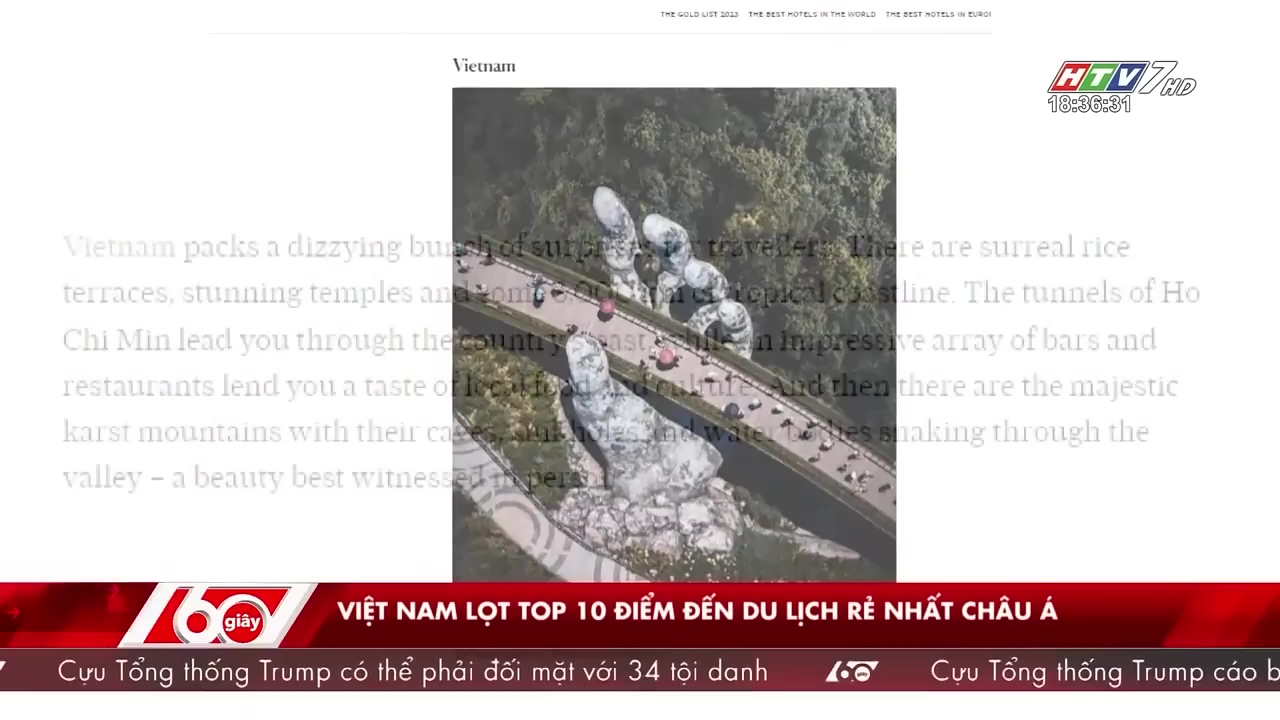 THE GOLD LIST 2023 THE BEST HOTELS IN THE WORLD THE BEST HOTELS IN EUROP
Vietnam
HTV7 HD
18:36:31
Vietnam packs a dizzying bunch of surprises for travellers. There are surreal rice
terraces, stunning temples and some of tropical coastline. The tunnels of Ho
Chi Min lead you through the country's past, while an impressive array of bars and
restaurants lend you a taste of local food and culture. And then there are the majestic
karst mountains with their caves, sinkholes and water bodies snaking through the
valley – a beauty best witnessed in person.
60 giây
VIỆT NAM LỌT TOP 10 ĐIỂM ĐẾN DU LỊCH RẺ NHẤT CHÂU Á
Cựu Tổng thống Trump có thể phải đối mặt với 34 tội danh 60 giây Cựu Tổng thống Trump cáo b